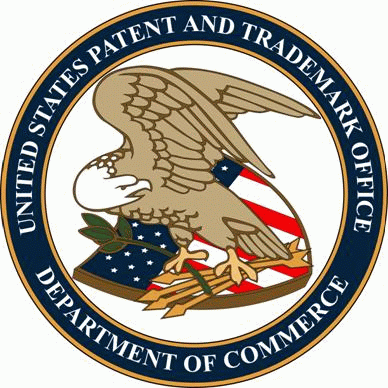 UNITED STATES PATENT AND TRADEMARK OFFICE
DEPARTMENT OF COMMERCE